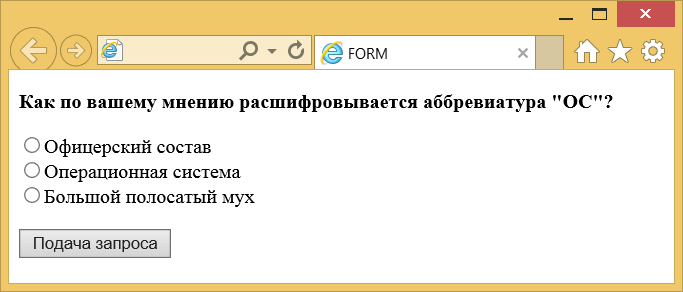 FORM
Как по вашему мнению расшифровывается аббревиатура "ОС"?
Офицерский состав
Операционная система
Большой полосатый мух
Подача запроса